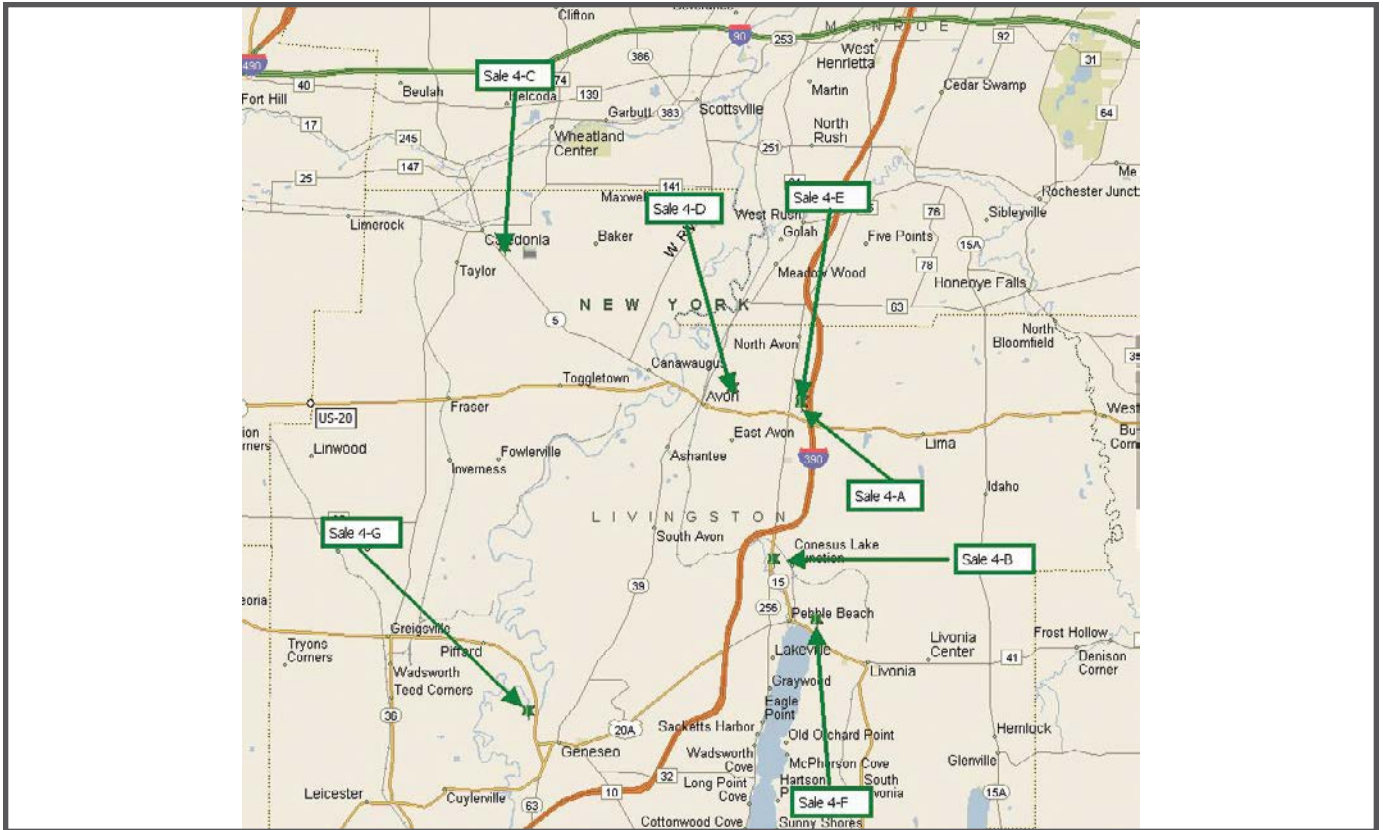 Clifton
MONROE
90
253
92
386
West
Henrietta
490
31
Sale 4-C
74
40
Beulah
139
Martin
Cedar Swamp
Fort Hill
Garbutt
383
Scottsville
64
17
North
Rush
245
Wheatland
Center
251
147
25
141
Sale 4-E
Sale 4-D
West Rush
76
Sibleyville
Limerock
Golah
Five Points
Caledonia
Baker
15A
Taylor
78
Meadow Wood
Honeoye Falls
NEW YORK
63
5
North
Bloomfield
North Avon
Canawaugus
Toggletown
Avon
US-20
Fraser
East Avon
Lima
Linwood
Fowlerville
390
Inverness
Ashantee
Idaho
Sale 4-A
LIVINGSTON
Sale 4-G
South Avon
Conesus Lake
Junction
Sale 4-B
39
15
256
Pebble Beach
Greigsville
Frost Hollow
Tryons
Corners
Piffard
Livonia
Center
Lakeville
41
Denison
Corner
Wadsworth
Livonia
Teed Corners
Graywood
Eagle
Point
36
20A
Sacketts Harbor
Hemlock
Old Orchard Point
Geneseo
Wadsworth
Cove
McPherson Cove
Glenville
32
Long Point
Cove
Hartson
South
Leicester
Cuylerville
10
15A
63
Sale 4-F
Cottonwood Cove
Sunny Shores